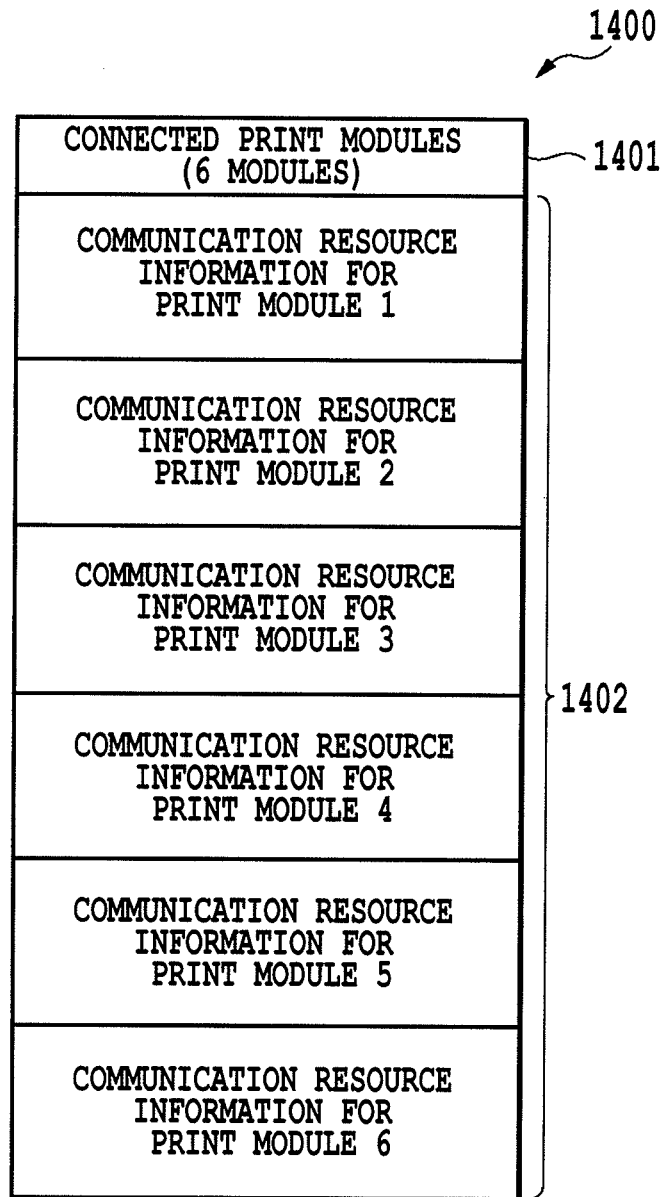 1400
CONNECTED PRINT MODULES
(6 MODULES)
1401
COMMUNICATION RESOURCE
INFORMATION FOR
PRINT MODULE 1
COMMUNICATION RESOURCE
INFORMATION FOR
PRINT MODULE 2
COMMUNICATION RESOURCE
INFORMATION FOR
PRINT MODULE 3
1402
COMMUNICATION RESOURCE
INFORMATION FOR
PRINT MODULE 4
COMMUNICATION RESOURCE
INFORMATION FOR
PRINT MODULE 5
COMMUNICATION RESOURCE
INFORMATION FOR
PRINT MODULE 6